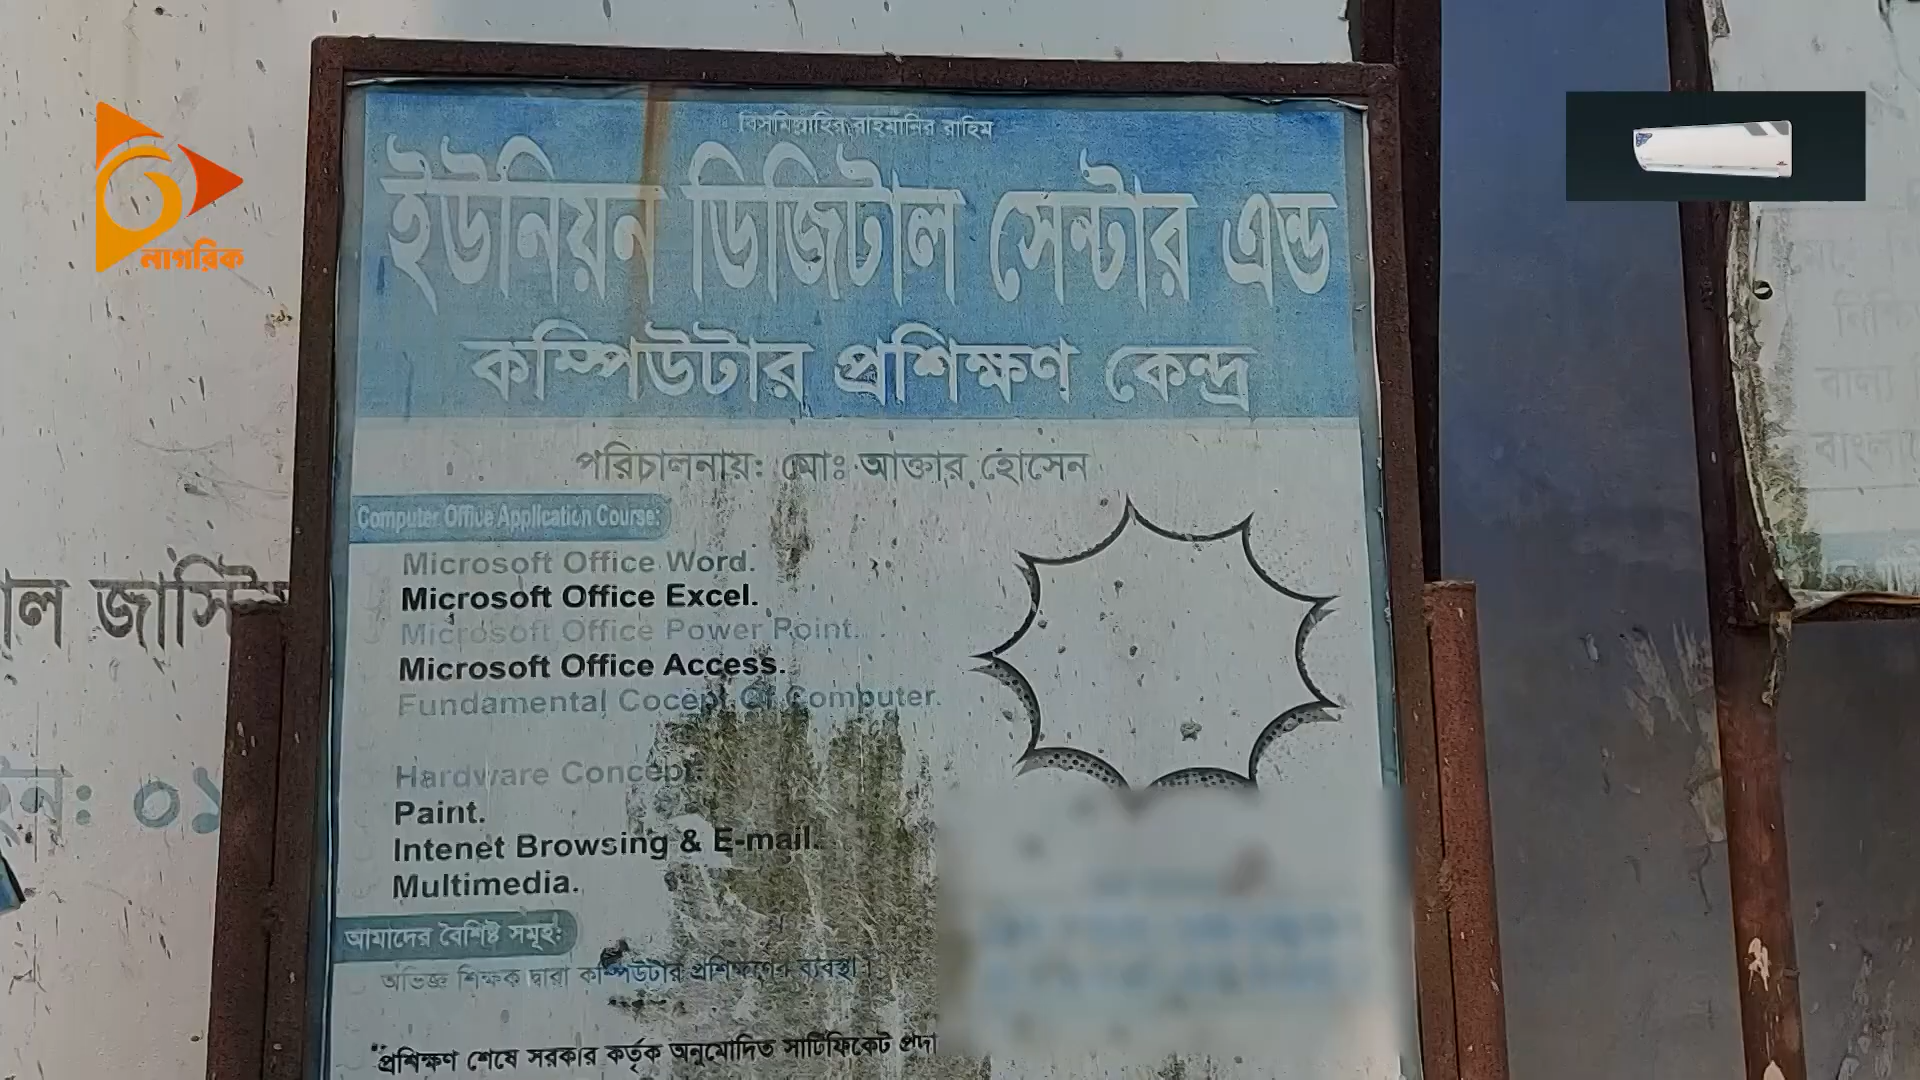 নাগরিক
বিসমিল্লাহির রাহমানির রাহিম
ইউনিয়ন ডিজিটাল সেন্টার এন্ড
কম্পিউটার প্রশিক্ষণ কেন্দ্র
পরিচালনায়: মোঃ আক্তার হোসেন
Computer Office Application Course:
Microsoft Office Word.
Microsoft Office Excel.
Microsoft Office Power Point.
Microsoft Office Access.
Fundamental Cocept Of Computer.
Hardware Concept.
Paint.
Intenet Browsing & E-mail.
Multimedia.
আমাদের বৈশিষ্ট সমূহ:
অভিজ্ঞ শিক্ষক দ্বারা কম্পিউটার প্রশিক্ষণের ব্যবস্থা।
প্রশিক্ষণ শেষে সরকার কর্তৃক অনুমোদিত সার্টিফিকেট প্রদা
০১
বাল্য